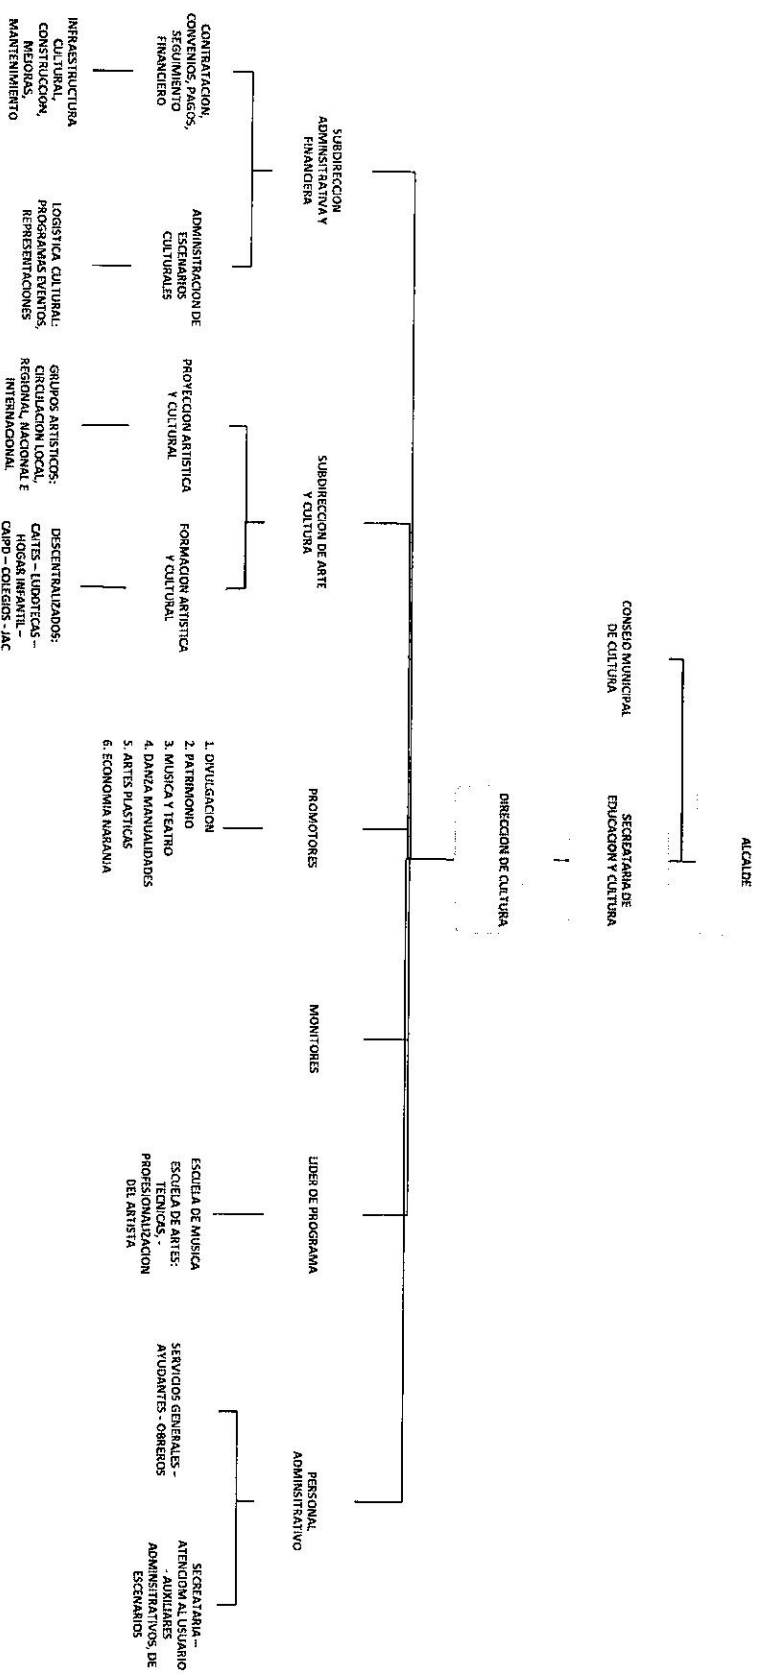 ALCALDE
CONSEJO MUNICIPAL
DE CULTURA
SECREATARIA DE
EDUCACION Y CULTURA
DIRECCION DE CULTURA
SUBDIRECCION
ADMINSITRATIVA Y
FINANCIERA
SUBDIRECCION DE ARTE
Y CULTURA
PROMOTORES
MONITORES
LIDER DE PROGRAMA
PERSONAL
ADMINSITRATIVO
CONTRATACION,
CONVENIOS, PAGOS,
SEGUIMIENTO
FINANCIERO
ADMINSITRACION DE
ESCENARIOS
CULTURALES
PROYECCION ARTISTICA
Y CULTURAL
FORMACION ARTISTICA
Y CULTURAL
1. DIVULGACION
2. PATRIMONIO
3. MUSICA Y TEATRO
4. DANZA MANUALIDADES
5. ARTES PLASTICAS
6. ECONOMIA NARANJA
ESCUELA DE MUSICA
ESCUELA DE ARTES:
TECNICAS, -
PROFESIONALIZACION
DEL ARTISTA
SERVICIOS GENERALES –
AYUDANTES - OBREROS
SECREATARIA –
ATENCIOM AL USUARIO
- AUXILIARES
ADMINSITRATIVOS, DE
ESCENARIOS
INFRAESTRUCTURA
CULTURAL,
CONSTRUCCION,
MEJORAS,
MANTENIMIENTO
LOGISTICA CULTURAL:
PROGRAMAS EVENTOS,
REPRESENTACIONES
GRUPOS ARTISTICOS:
CIRCULACION LOCAL,
REGIONAL, NACIONAL E
INTERNACIONAL
DESCENTRALIZADOS:
CAITES – LUDOTECAS –
HOGAR INFANTIL –
CAIPD – COLEGIOS - JAC